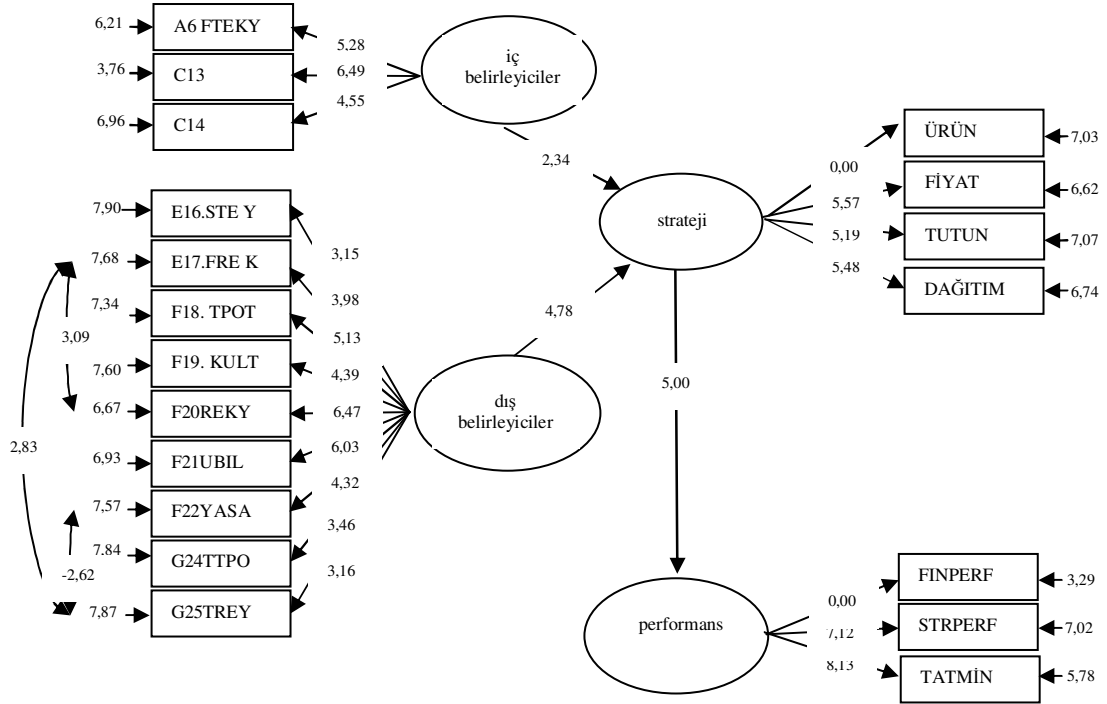 6,21
A6 FTEKY
5,28
3,76
C13
6,49
6,96
C14
4,55
iç
belirleyiciler
2,34
7,90
E16.STE Y
3,15
7,68
E17.FRE K
3,98
7,34
F18. TPOT
5,13
3,09
7,60
F19. KULT
4,39
6,67
F20REKY
6,47
2,83
6,93
F21UBIL
6,03
7,57
F22YASA
4,32
7.84
G24TTPO
3,46
-2,62
7,87
G25TREY
3,16
dış
belirleyiciler
4,78
strateji
0,00
ÜRÜN
7,03
5,57
FİYAT
6,62
5,19
TUTUN
7,07
5,48
DAĞITIM
6,74
5,00
performans
0,00
FINPERF
3,29
7,12
STRPERF
7,02
8,13
TATMİN
5,78